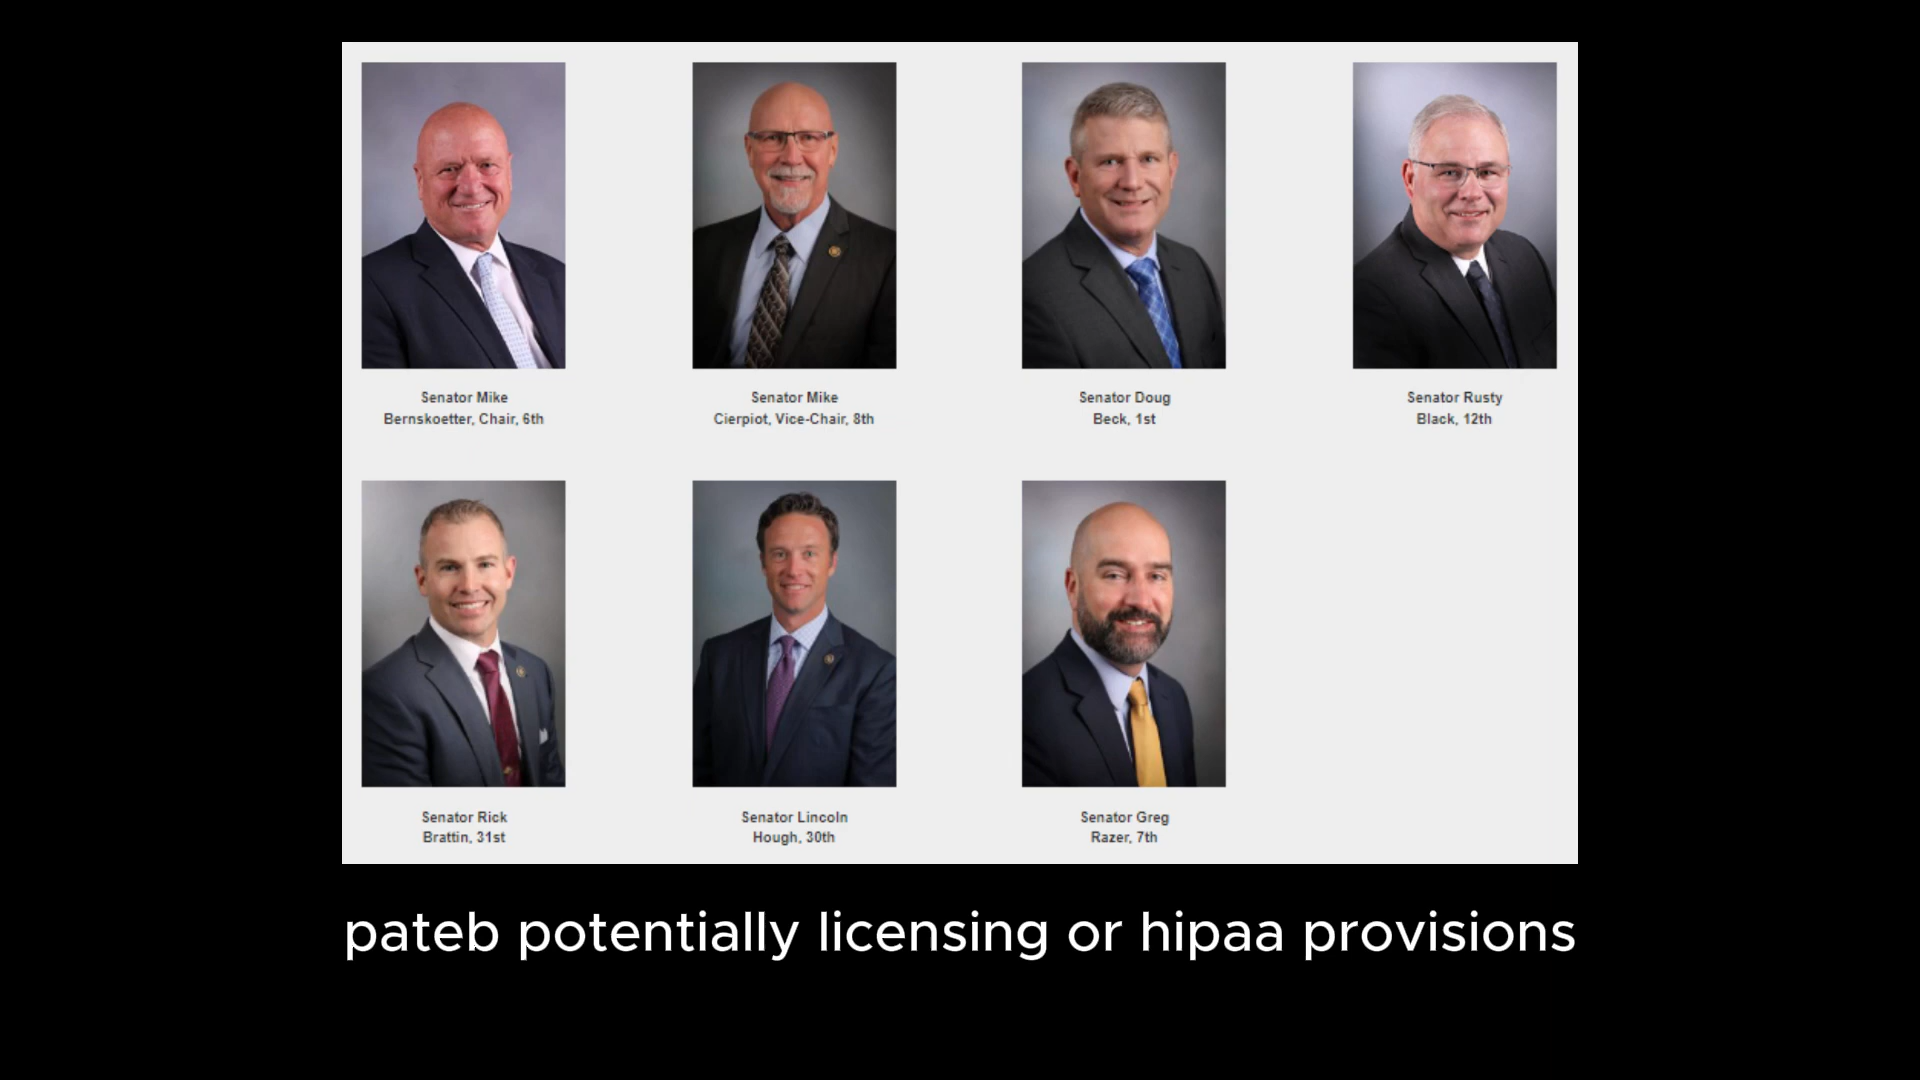 Senator Mike
Bernskoetter, Chair, 6th
Senator Mike
Cierpiot, Vice-Chair, 8th
Senator Doug
Beck, 1st
Senator Rusty
Black, 12th
Senator Rick
Brattin, 31st
Senator Lincoln
Hough, 30th
Senator Greg
Razer, 7th
pateb potentially licensing or hipaa provisions